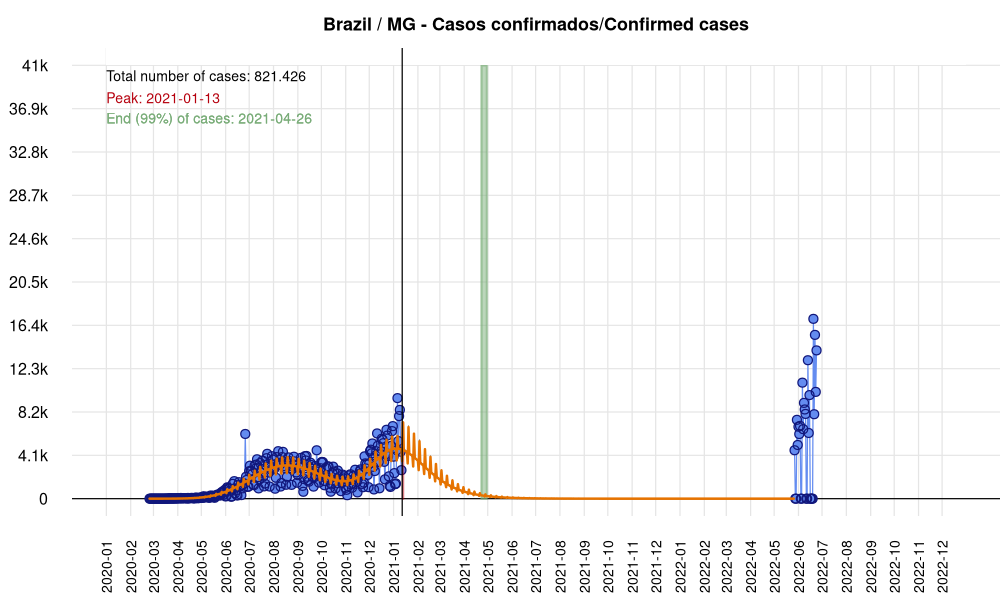 Brazil / MG - Casos confirmados/Confirmed cases
41k
Total number of cases: 821.426
Peak: 2021-01-13
End (99%) of cases: 2021-04-26
36.9k
32.8k
28.7k
24.6k
20.5k
16.4k
12.3k
8.2k
4.1k
0
2020-01
2020-02
2020-03
2020-04
2020-05
2020-06
2020-07
2020-08
2020-09
2020-10
2020-11
2020-12
2021-01
2021-02
2021-03
2021-04
2021-05
2021-06
2021-07
2021-08
2021-09
2021-10
2021-11
2021-12
2022-01
2022-02
2022-03
2022-04
2022-05
2022-06
2022-07
2022-08
2022-09
2022-10
2022-11
2022-12